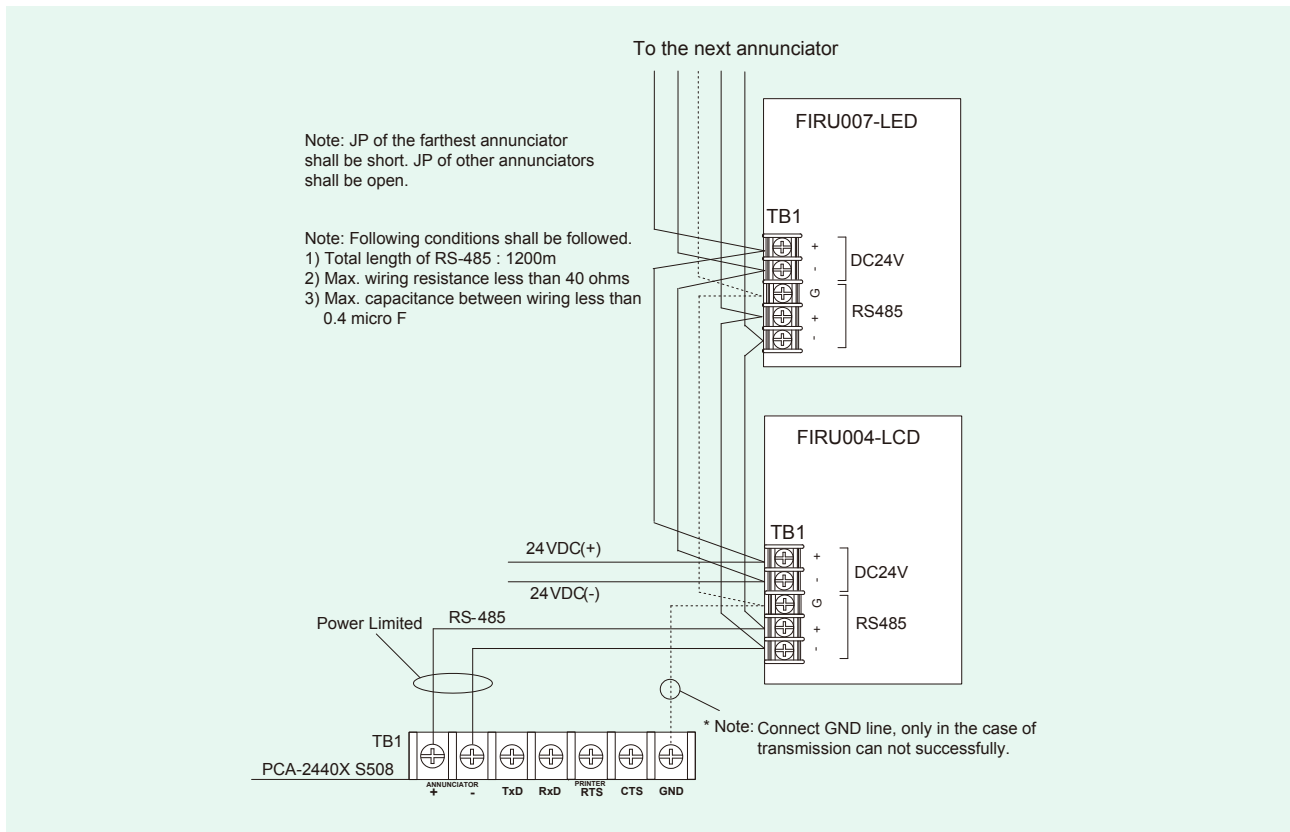 To the next annunciator
FIRU007-LED
Note: JP of the farthest annunciator
shall be short. JP of other annunciators
shall be open.
TB1
Note: Following conditions shall be followed.
1) Total length of RS-485 : 1200m
2) Max. wiring resistance less than 40 ohms
3) Max. capacitance between wiring less than
0.4 micro F
+
-
G
+
-
DC24V
RS485
FIRU004-LCD
TB1
24VDC(+)
24VDC(-)
+
-
G
+
-
DC24V
RS485
Power Limited
RS-485
* Note: Connect GND line, only in the case of
transmission can not successfully.
TB1
PCA-2440X S508
ANNUNCIATOR
PRINTER
+ - TxD RxD RTS CTS GND